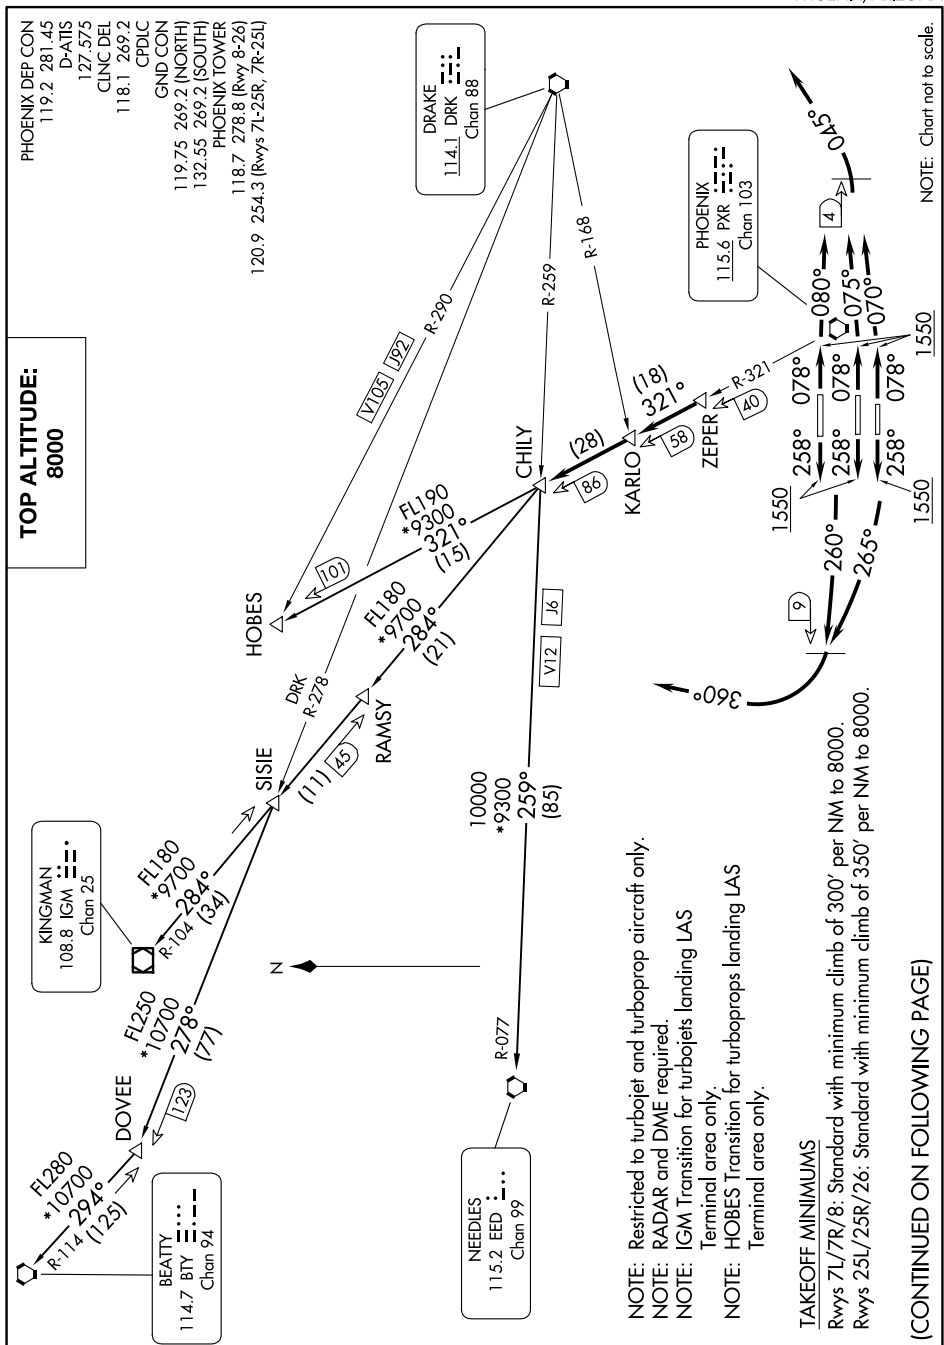 PHOENIX DEP CON
119.2 281.45
D-ATIS
127.575
CLNC DEL
118.1 269.2
CPDLC
GND CON
119.75 269.2 (NORTH)
132.55 269.2 (SOUTH)
PHOENIX TOWER
118.7 278.8 (Rwy 8-26)
120.9 254.3 (Rwys 7L-25R, 7R-25L)
TOP ALTITUDE:
8000
DRAKE
114.1 DRK
Chan 88
PHOENIX
115.6 PXR
Chan 103
KINGMAN
108.8 IGM
Chan 25
BEATTY
114.7 BTY
Chan 94
NEEDLES
115.2 EED
Chan 99
V105 J92
R-290
R-259
R-168
DRK
R-278
HOBES
101
FL190
*9300
321°
(15)
CHILY
(28)
86
KARLO
(18)
321°
58
ZEPER
40
R-321
FL180
*9700
284°
(21)
RAMSY
45
(11)
SISIE
FL180
*9700
284°
(34)
R-104
FL250
*10700
278°
(77)
DOVEE
123
FL280
*10700
294°
(125)
R-114
V12 J6
10000
*9300
259°
(85)
R-077
N
045°
4
080°
075°
070°
1550
078°
078°
078°
258°
258°
258°
1550
1550
260°
265°
9
360°
NOTE: Chart not to scale.
NOTE: Restricted to turbojet and turboprop aircraft only.
NOTE: RADAR and DME required.
NOTE: IGM Transition for turbojets landing LAS
Terminal area only.
NOTE: HOBES Transition for turboprops landing LAS
Terminal area only.
TAKEOFF MINIMUMS
Rwys 7L/7R/8: Standard with minimum climb of 300' per NM to 8000.
Rwys 25L/25R/26: Standard with minimum climb of 350' per NM to 8000.
(CONTINUED ON FOLLOWING PAGE)